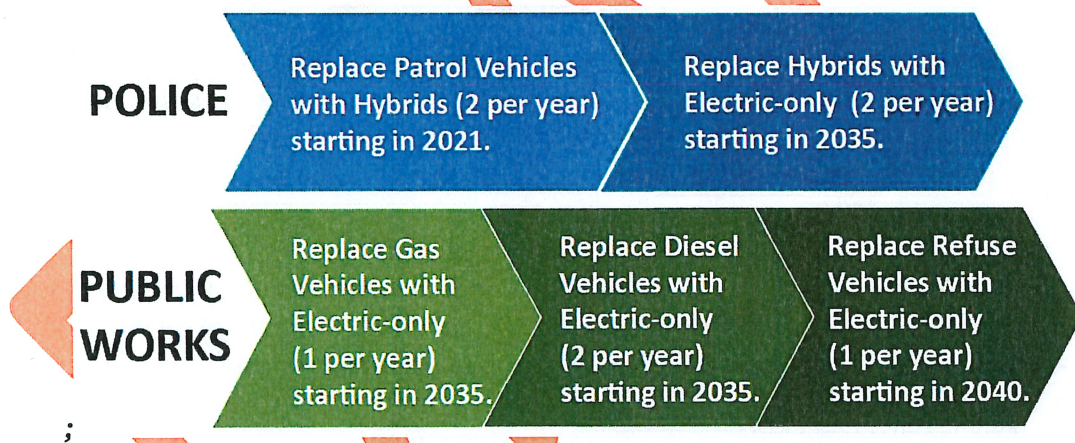 POLICE
Replace Patrol Vehicles
with Hybrids (2 per year)
starting in 2021.
Replace Hybrids with
Electric-only (2 per year)
starting in 2035.
PUBLIC
WORKS
Replace Gas
Vehicles with
Electric-only
(1 per year)
starting in 2035.
Replace Diesel
Vehicles with
Electric-only
(2 per year)
starting in 2035.
Replace Refuse
Vehicles with
Electric-only
(1 per year)
starting in 2040.
;